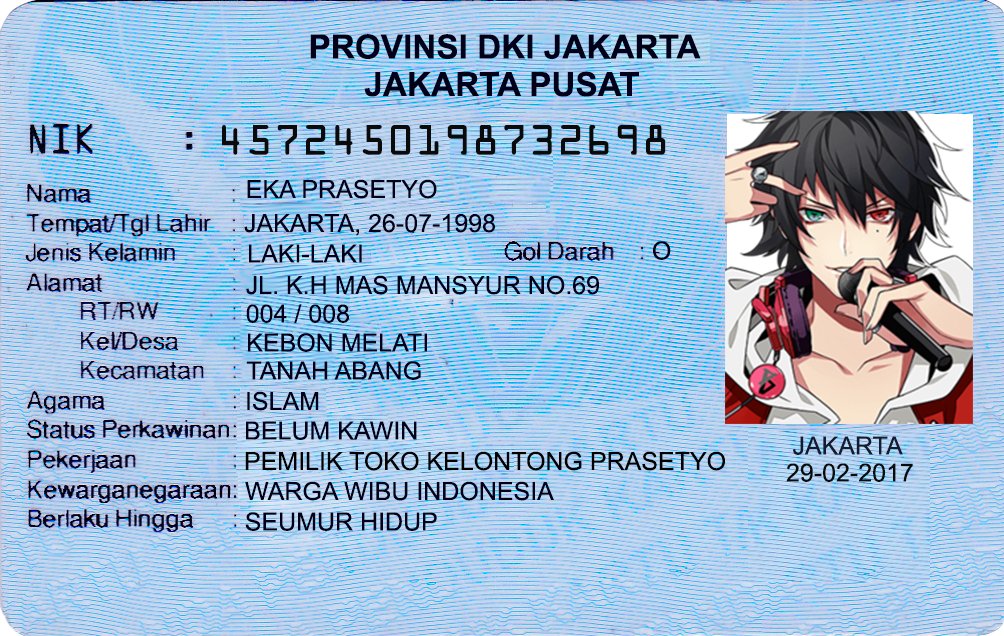 PROVINSI DKI JAKARTA
JAKARTA PUSAT
NIK : 4572450198732698
Nama : EKA PRASETYO
Tempat/Tgl Lahir : JAKARTA, 26-07-1998
Jenis Kelamin : LAKI-LAKI Gol Darah : O
Alamat : JL. K.H MAS MANSYUR NO.69
RT/RW : 004 / 008
Kel/Desa : KEBON MELATI
Kecamatan : TANAH ABANG
Agama : ISLAM
Status Perkawinan: BELUM KAWIN
Pekerjaan : PEMILIK TOKO KELONTONG PRASETYO
Kewarganegaraan: WARGA WIBU INDONESIA
Berlaku Hingga : SEUMUR HIDUP
JAKARTA
29-02-2017